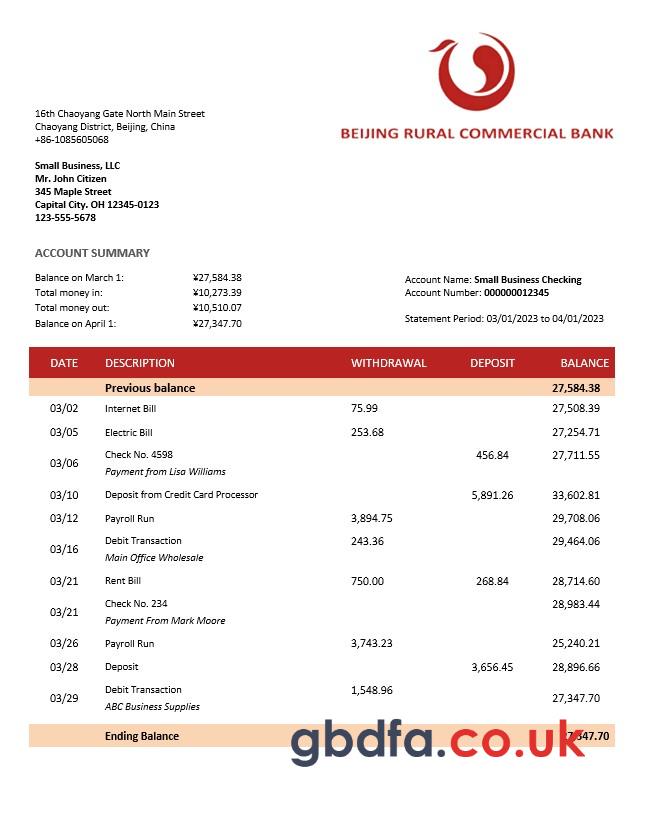 BEIJING RURAL COMMERCIAL BANK
16th Chaoyang Gate North Main Street
Chaoyang District, Beijing, China
+86-1085605068
Small Business, LLC
Mr. John Citizen
345 Maple Street
Capital City. OH 12345-0123
123-555-5678
ACCOUNT SUMMARY
Balance on March 1: ¥27,584.38
Total money in: ¥10,273.39
Total money out: ¥10,510.07
Balance on April 1: ¥27,347.70
Account Name: Small Business Checking
Account Number: 000000012345
Statement Period: 03/01/2023 to 04/01/2023
DATE DESCRIPTION WITHDRAWAL DEPOSIT BALANCE
Previous balance 27,584.38
03/02 Internet Bill 75.99 27,508.39
03/05 Electric Bill 253.68 27,254.71
03/06 Check No. 4598 456.84 27,711.55
Payment from Lisa Williams
03/10 Deposit from Credit Card Processor 5,891.26 33,602.81
03/12 Payroll Run 3,894.75 29,708.06
03/16 Debit Transaction 243.36 29,464.06
Main Office Wholesale
03/21 Rent Bill 750.00 268.84 28,714.60
03/21 Check No. 234 28,983.44
Payment From Mark Moore
03/26 Payroll Run 3,743.23 25,240.21
03/28 Deposit 3,656.45 28,896.66
03/29 Debit Transaction 1,548.96 27,347.70
ABC Business Supplies
Ending Balance 27,347.70
gbdfa.co.uk